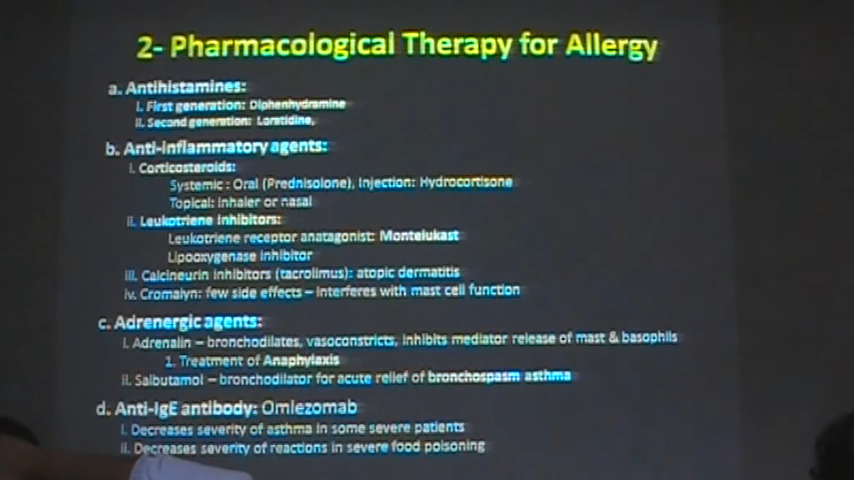 2- Pharmacological Therapy for Allergy
a. Antihistamines:
i. First generation: Diphenhydramine
ii. Second generation: Loratidine,
b. Anti-inflammatory agents:
i. Corticosteroids:
Systemic : Oral (Prednisolone), Injection: Hydrocortisone
Topical: Inhaler or nasal
ii. Leukotriene inhibitors:
Leukotriene receptor anatagonist: Montelukast
Lipooxygenase inhibitor
iii. Calcineurin inhibitors (tacrolimus): atopic dermatitis
iv. Cromalyn: few side effects – interferes with mast cell function
c. Adrenergic agents:
i. Adrenalin – bronchodilates, vasoconstricts, inhibits mediator release of mast & basophils
1. Treatment of Anaphylaxis
ii. Salbutamol – bronchodilator for acute relief of bronchospasm asthma
d. Anti-IgE antibody: Omlezomab
i. Decreases severity of asthma in some severe patients
ii. Decreases severity of reactions in severe food poisoning